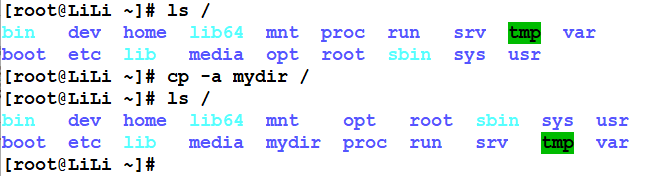 [root@LiLi ~]# ls /
bin dev home lib64 mnt proc run srv tmp var
boot etc lib media opt root sbin sys usr
[root@LiLi ~]# cp -a mydir /
[root@LiLi ~]# ls /
bin dev home lib64 mnt opt root sbin sys usr
boot etc lib media mydir proc run srv tmp var
[root@LiLi ~]#